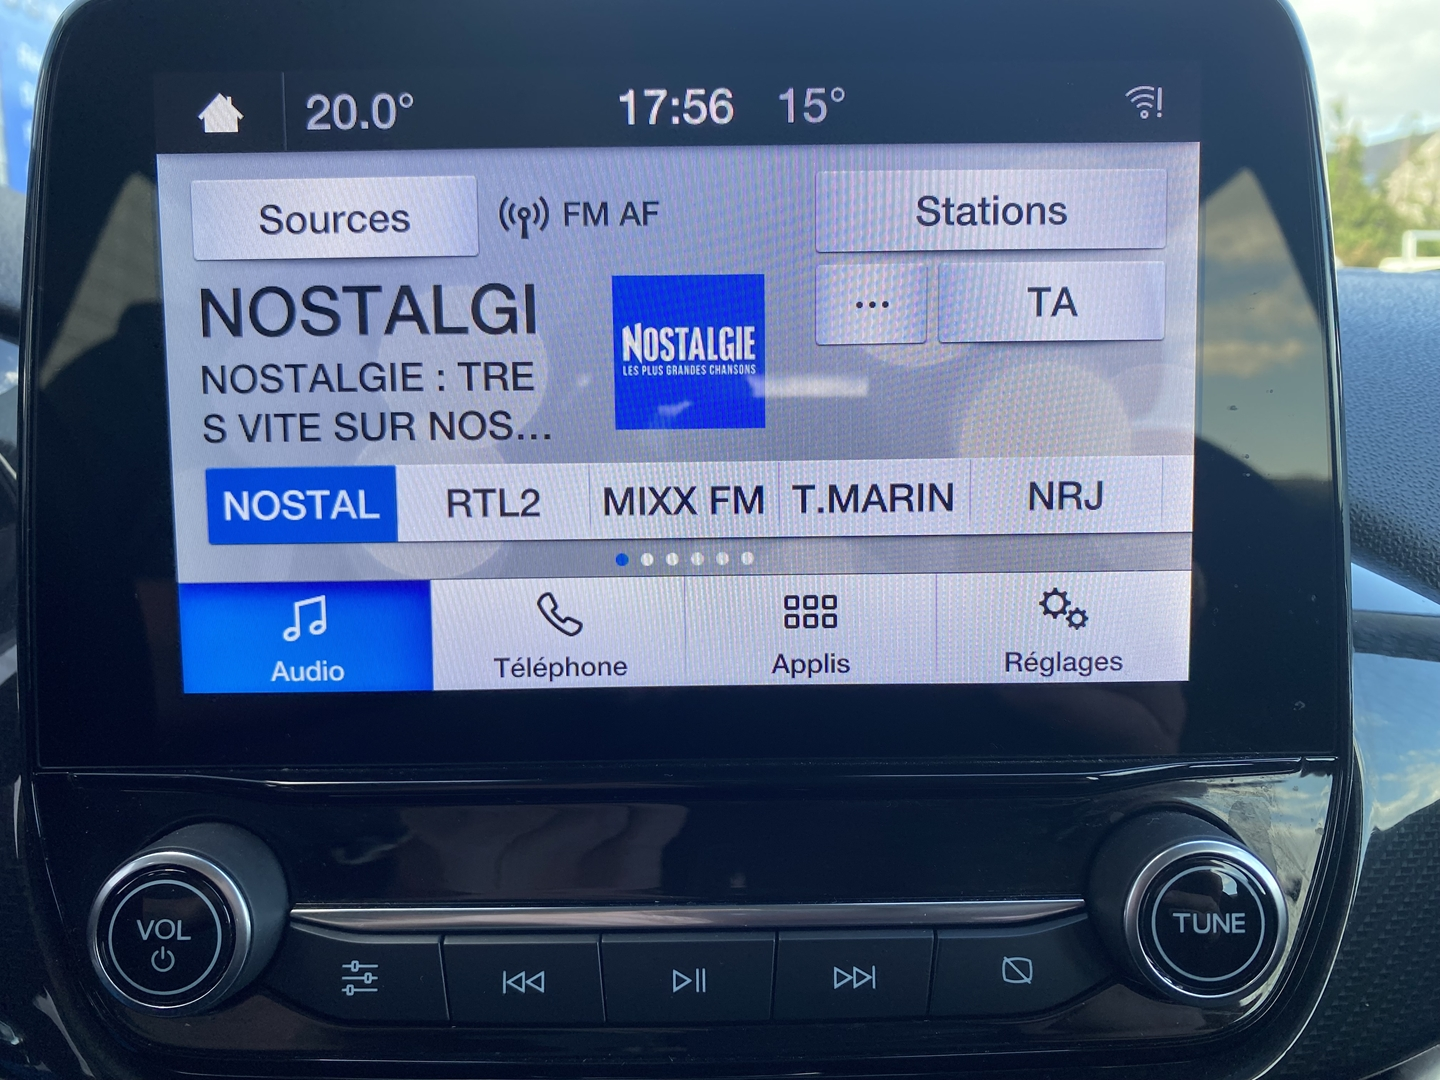 20.0° 17:56 15°
Sources FM AF Stations
NOSTALGI
NOSTALGIE : TRE
S VITE SUR NOS...
NOSTALGIE
LES PLUS GRANDES CHANSONS
... TA
NOSTAL RTL2 MIXX FM T.MARIN NRJ
Audio Téléphone Applis Réglages
VOL
TUNE